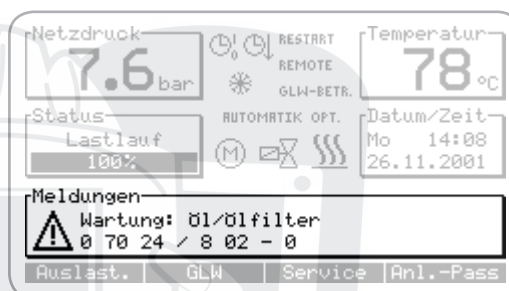 Netzdruck
7.6 bar
RESTART
REMOTE
GLW-BETR.
Temperatur
78 °C
Status
Lastlauf
100%
AUTOMATIK OPT.
M
Datum/Zeit
Mo 14:08
26.11.2001
Meldungen
Wartung: öl/ölfilter
0 70 24 / 8 02 - 0
Auslast. GLW Service Anl.-Pass